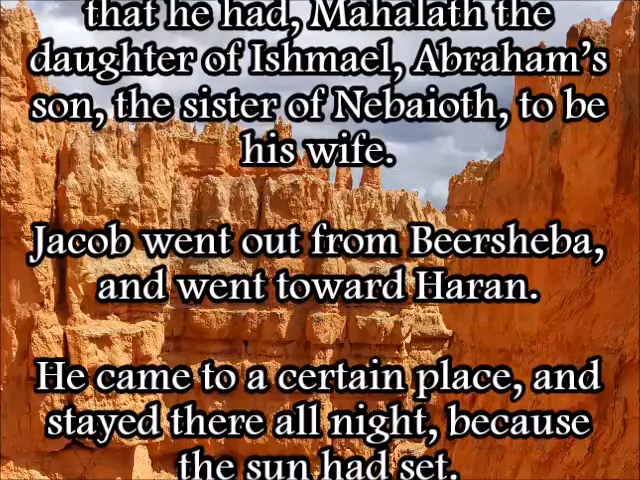 that he had, Mahalath the
daughter of Ishmael, Abraham’s
son, the sister of Nebaioth, to be
his wife.
Jacob went out from Beersheba,
and went toward Haran.
He came to a certain place, and
stayed there all night, because
the sun had set.